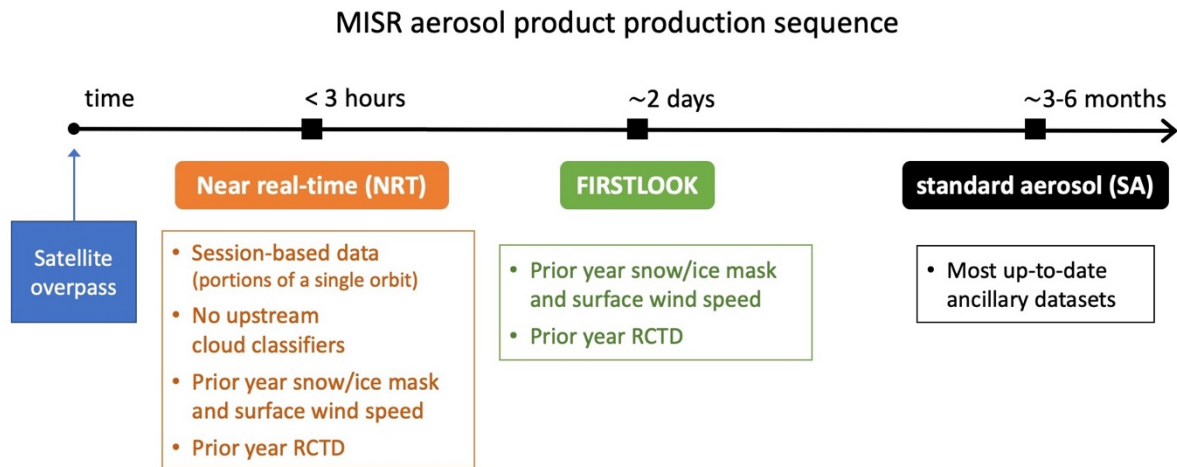 MISR aerosol product production sequence
time
< 3 hours
~2 days
~3-6 months
Near real-time (NRT)
FIRSTLOOK
standard aerosol (SA)
Satellite
overpass
• Session-based data
(portions of a single orbit)
• No upstream
cloud classifiers
• Prior year snow/ice mask
and surface wind speed
• Prior year RCTD
• Prior year snow/ice mask
and surface wind speed
• Prior year RCTD
• Most up-to-date
ancillary datasets